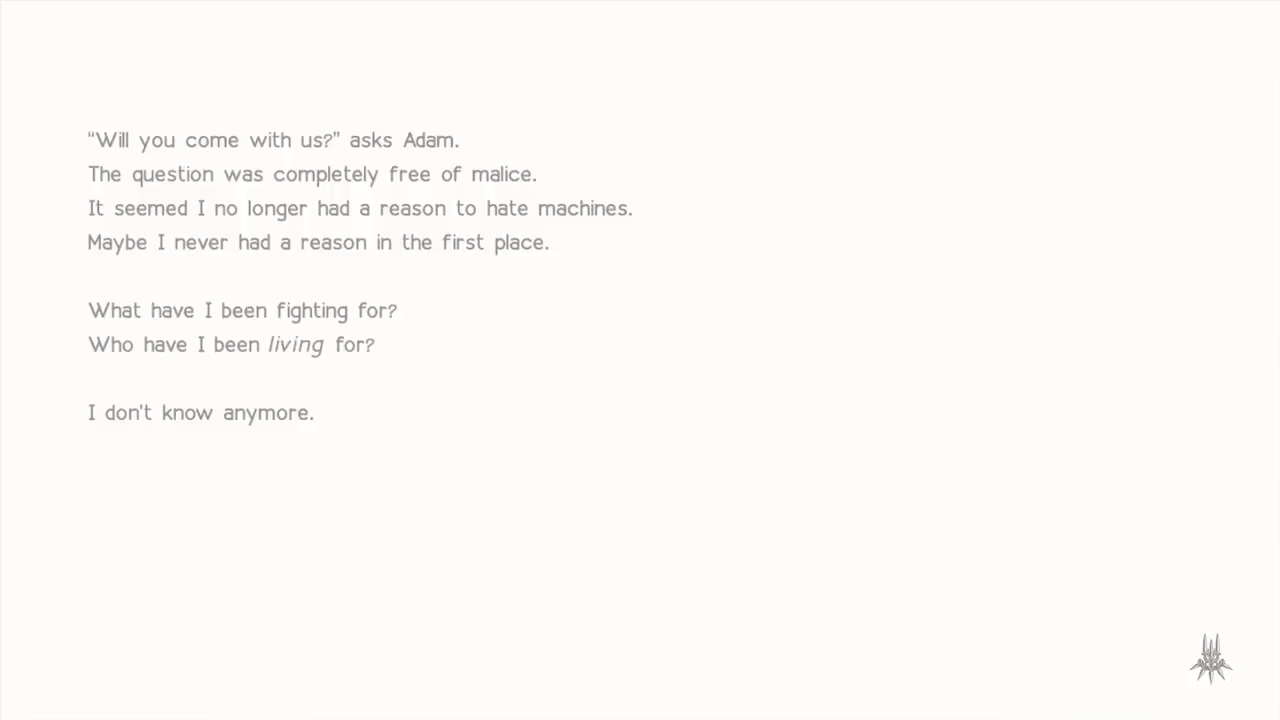 “Will you come with us?” asks Adam.
The question was completely free of malice.
It seemed I no longer had a reason to hate machines.
Maybe I never had a reason in the first place.
What have I been fighting for?
Who have I been living for?
I don't know anymore.